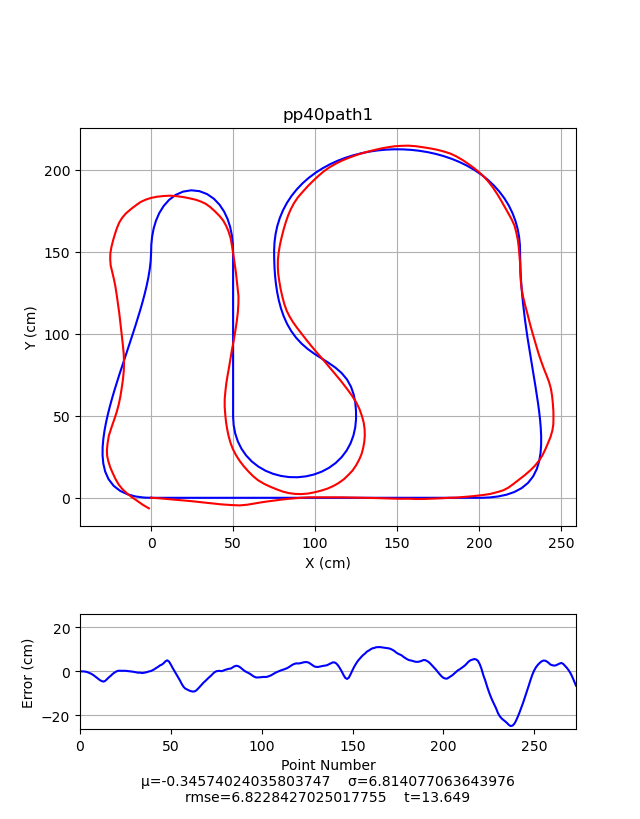 pp40path1
Y (cm)
200
150
100
50
0
0 50 100 150 200 250
X (cm)
Error (cm)
20
0
−20
0 50 100 150 200 250
Point Number
μ=-0.34574024035803747 σ=6.814077063643976
rmse=6.8228427025017755 t=13.649